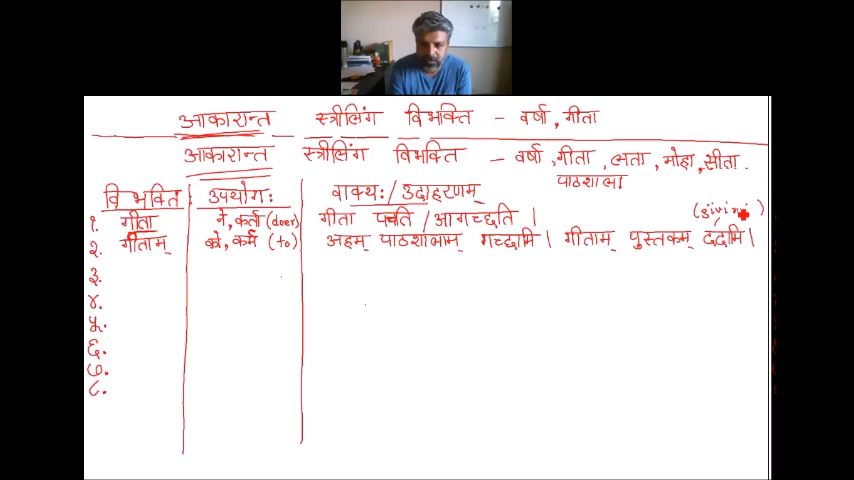 आकारान्त स्त्रीलिंग विभक्ति - वर्षा, गीता
आकारान्त स्त्रीलिंग विभक्ति - वर्षा, गीता, लता, मोहा, सीता.
पाठशाला
विभक्ति: उपयोग: वाक्य:/उदाहरणम्
१. गीता ने, कर्ता (doer) गीता पचति / आगच्छति |
(giving)
२. गीताम् को, कर्म (to) अहम् पाठशालाम् गच्छामि | गीताम् पुस्तकम् ददामि |
३.
४.
५.
६.
७.
८.